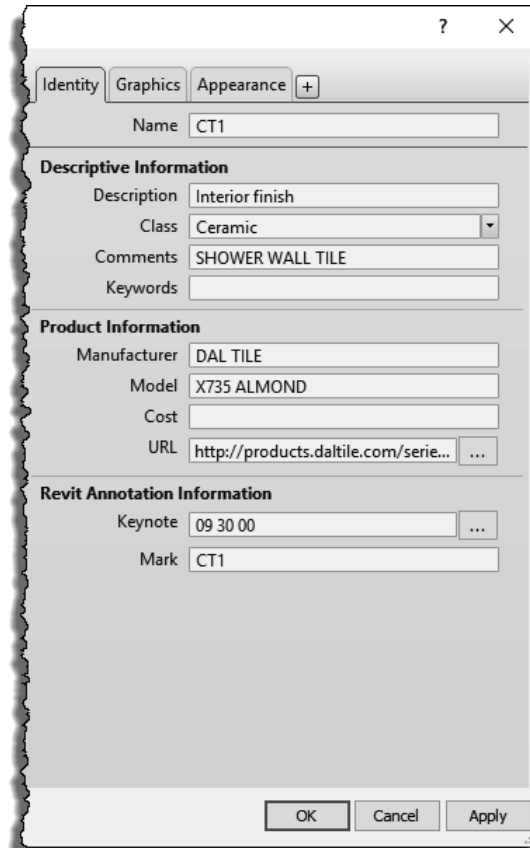 ?
Identity Graphics Appearance +
Name CT1
Descriptive Information
Description Interior finish
Class Ceramic
Comments SHOWER WALL TILE
Keywords
Product Information
Manufacturer DAL TILE
Model X735 ALMOND
Cost
URL http://products.daltile.com/serie... ...
Revit Annotation Information
Keynote 09 30 00 ...
Mark CT1
OK Cancel Apply